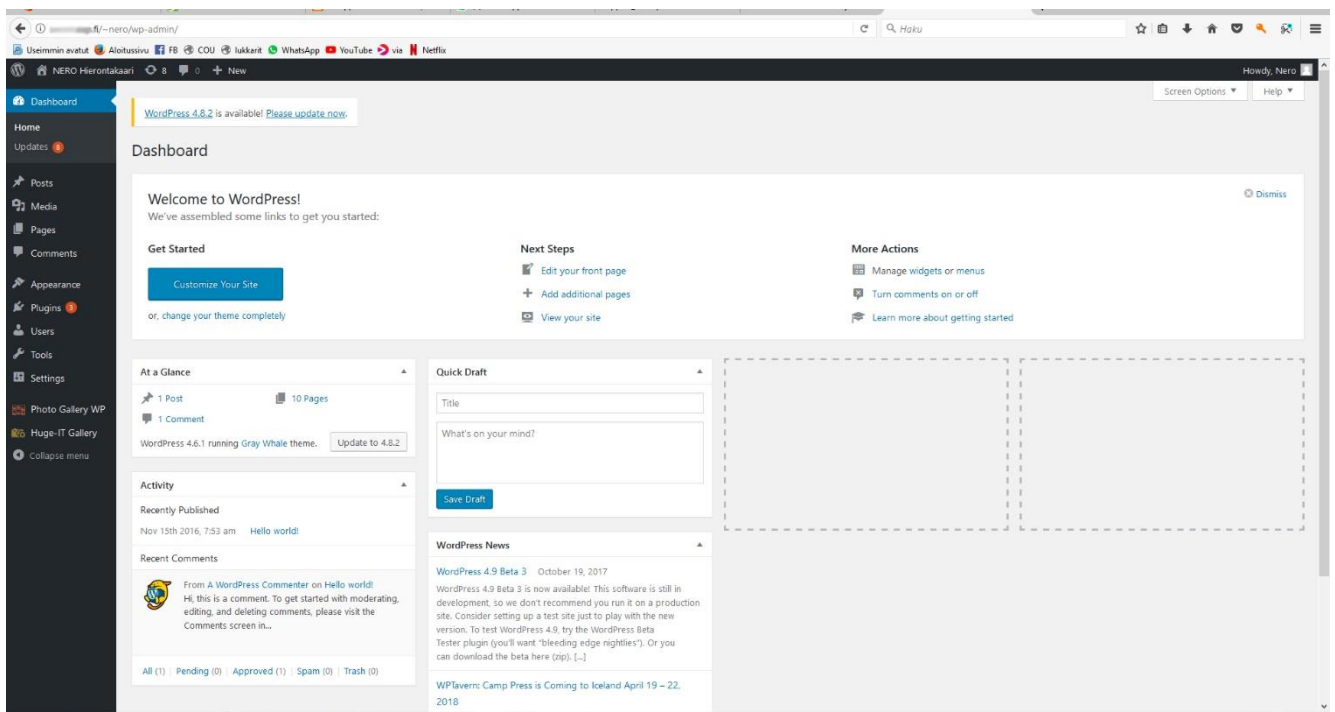 .fi/~nero/wp-admin/
Haku
Useimmin avatut Aloitussivu FB COU lukkarit WhatsApp YouTube via Netflix
NERO Hierontakaari 8 0 + New
Howdy, Nero
Dashboard
Home
Updates 8
Posts
Media
Pages
Comments
Appearance
Plugins 3
Users
Tools
Settings
Photo Gallery WP
Huge-IT Gallery
Collapse menu
Screen Options
Help
WordPress 4.8.2 is available! Please update now.
Dashboard
Welcome to WordPress!
We've assembled some links to get you started:
Dismiss
Get Started
Customize Your Site
or, change your theme completely
Next Steps
Edit your front page
Add additional pages
View your site
More Actions
Manage widgets or menus
Turn comments on or off
Learn more about getting started
At a Glance
1 Post
10 Pages
1 Comment
WordPress 4.6.1 running Gray Whale theme.
Update to 4.8.2
Activity
Recently Published
Nov 15th 2016, 7:53 am Hello world!
Recent Comments
From A WordPress Commenter on Hello world!
Hi, this is a comment. To get started with moderating,
editing, and deleting comments, please visit the
Comments screen in...
All (1) | Pending (0) | Approved (1) | Spam (0) | Trash (0)
Quick Draft
Title
What's on your mind?
Save Draft
WordPress News
WordPress 4.9 Beta 3 October 19, 2017
WordPress 4.9 Beta 3 is now available! This software is still in
development, so we don't recommend you run it on a production
site. Consider setting up a test site just to play with the new
version. To test WordPress 4.9, try the WordPress Beta
Tester plugin (you'll want "bleeding edge nightlies"). Or you
can download the beta here (zip). [...]
WPTavern: Camp Press is Coming to Iceland April 19 – 22,
2018